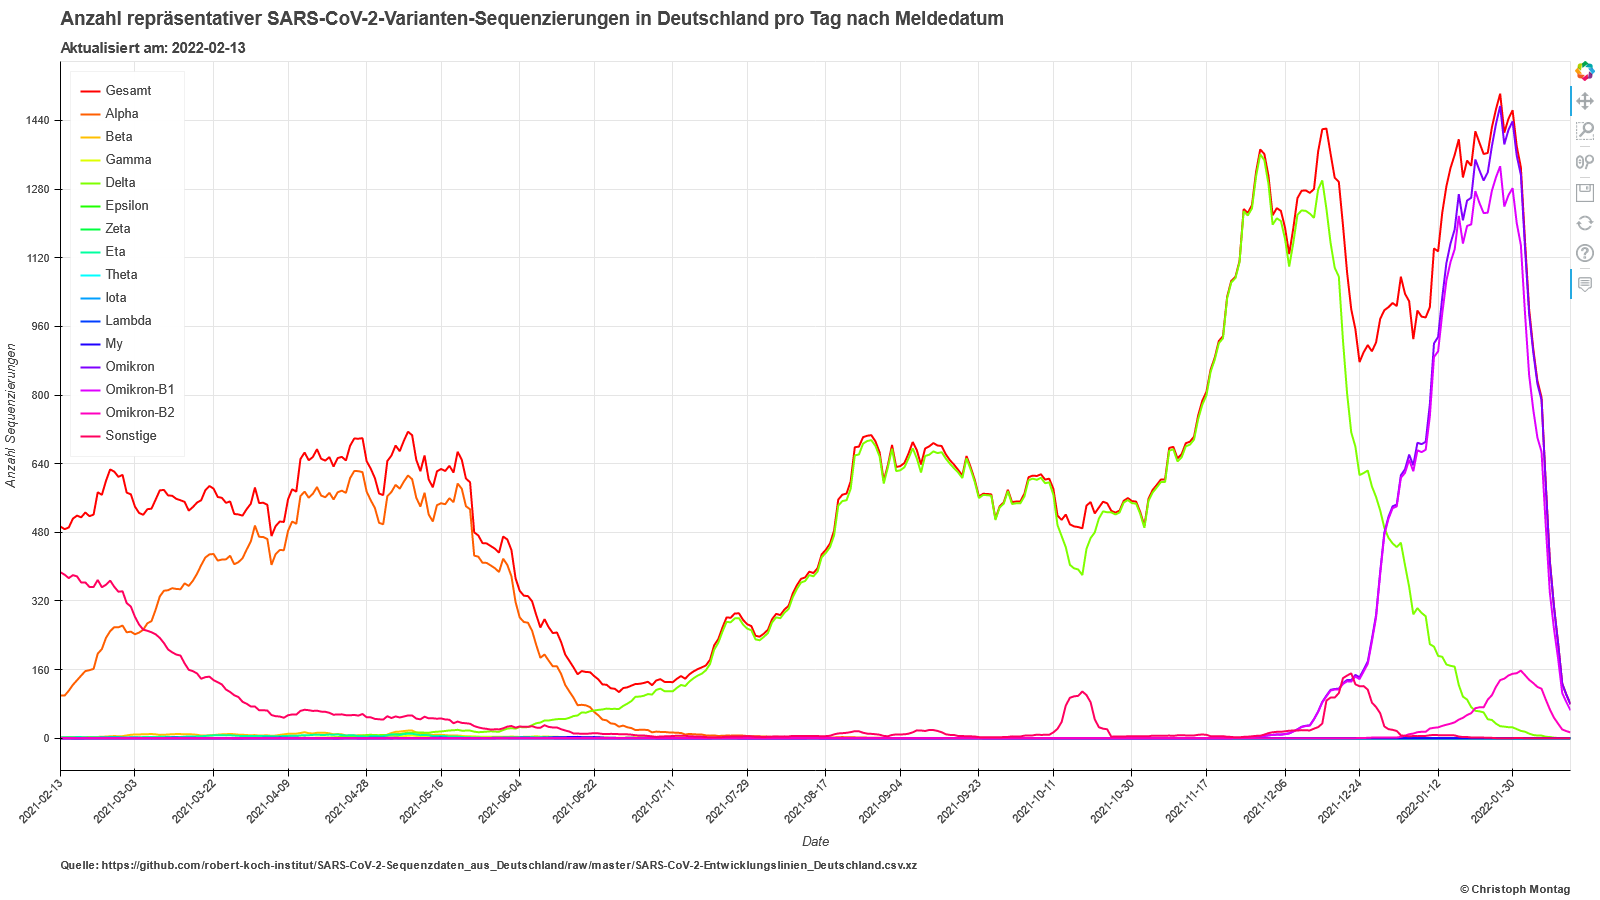 Anzahl repräsentativer SARS-CoV-2-Varianten-Sequenzierungen in Deutschland pro Tag nach Meldedatum
Aktualisiert am: 2022-02-13
Gesamt
Alpha
Beta
Gamma
Delta
Epsilon
Zeta
Eta
Theta
Iota
Lambda
My
Omikron
Omikron-B1
Omikron-B2
Sonstige
1440
1280
1120
960
800
640
480
320
160
0
Anzahl Sequenzierungen
2021-02-13
2021-03-03
2021-03-22
2021-04-09
2021-04-28
2021-05-16
2021-06-04
2021-06-22
2021-07-11
2021-07-29
2021-08-17
2021-09-04
2021-09-23
2021-10-11
2021-10-30
2021-11-17
2021-12-06
2021-12-24
2022-01-12
2022-01-30
Date
Quelle: https://github.com/robert-koch-institut/SARS-CoV-2-Sequenzdaten_aus_Deutschland/raw/master/SARS-CoV-2-Entwicklungslinien_Deutschland.csv.xz
© Christoph Montag